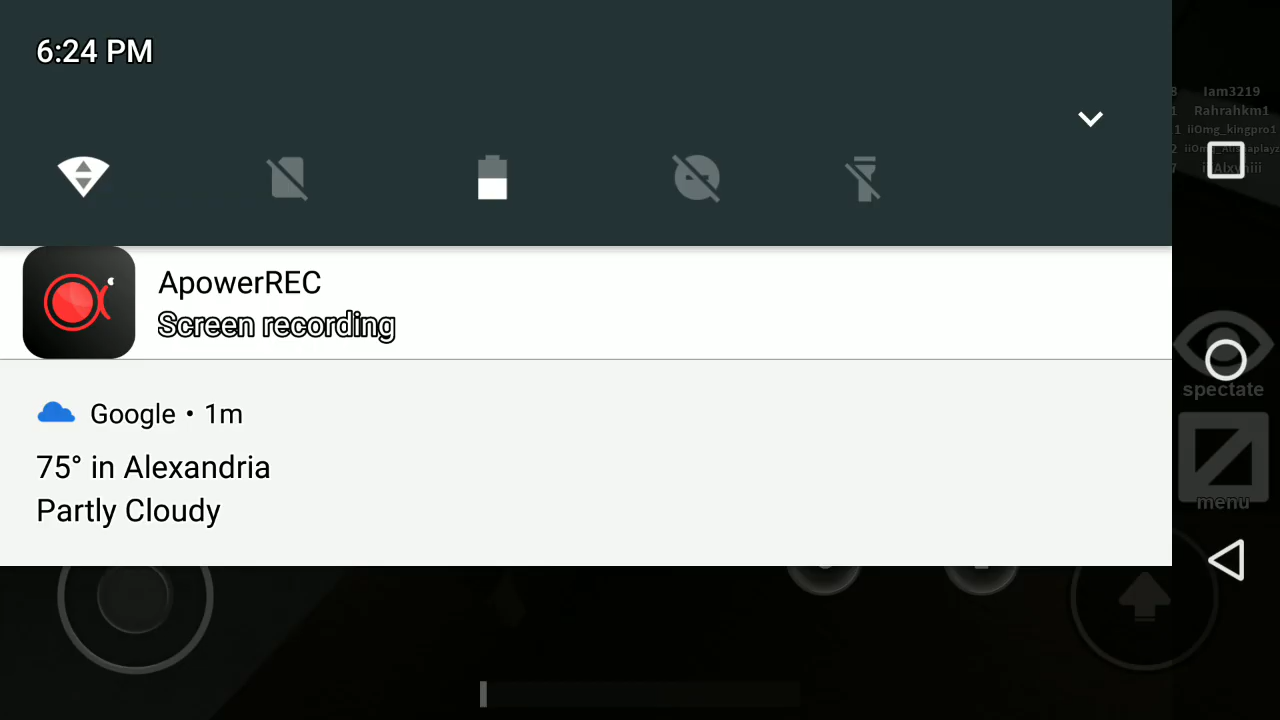 6:24 PM
Iam3219
Rahrahkm1
iiOmg_kingpro1
ApowerREC
Screen recording
spectate
Google • 1m
75° in Alexandria
Partly Cloudy
menu